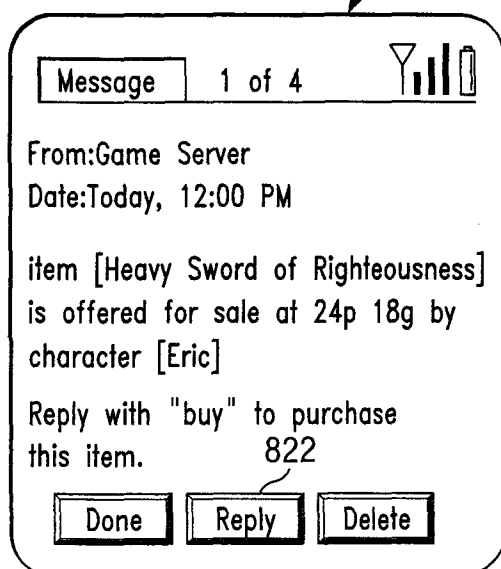 Message 1 of 4
From:Game Server
Date:Today, 12:00 PM
item [Heavy Sword of Righteousness]
is offered for sale at 24p 18g by
character [Eric]
Reply with "buy" to purchase
this item.
822
Done Reply Delete